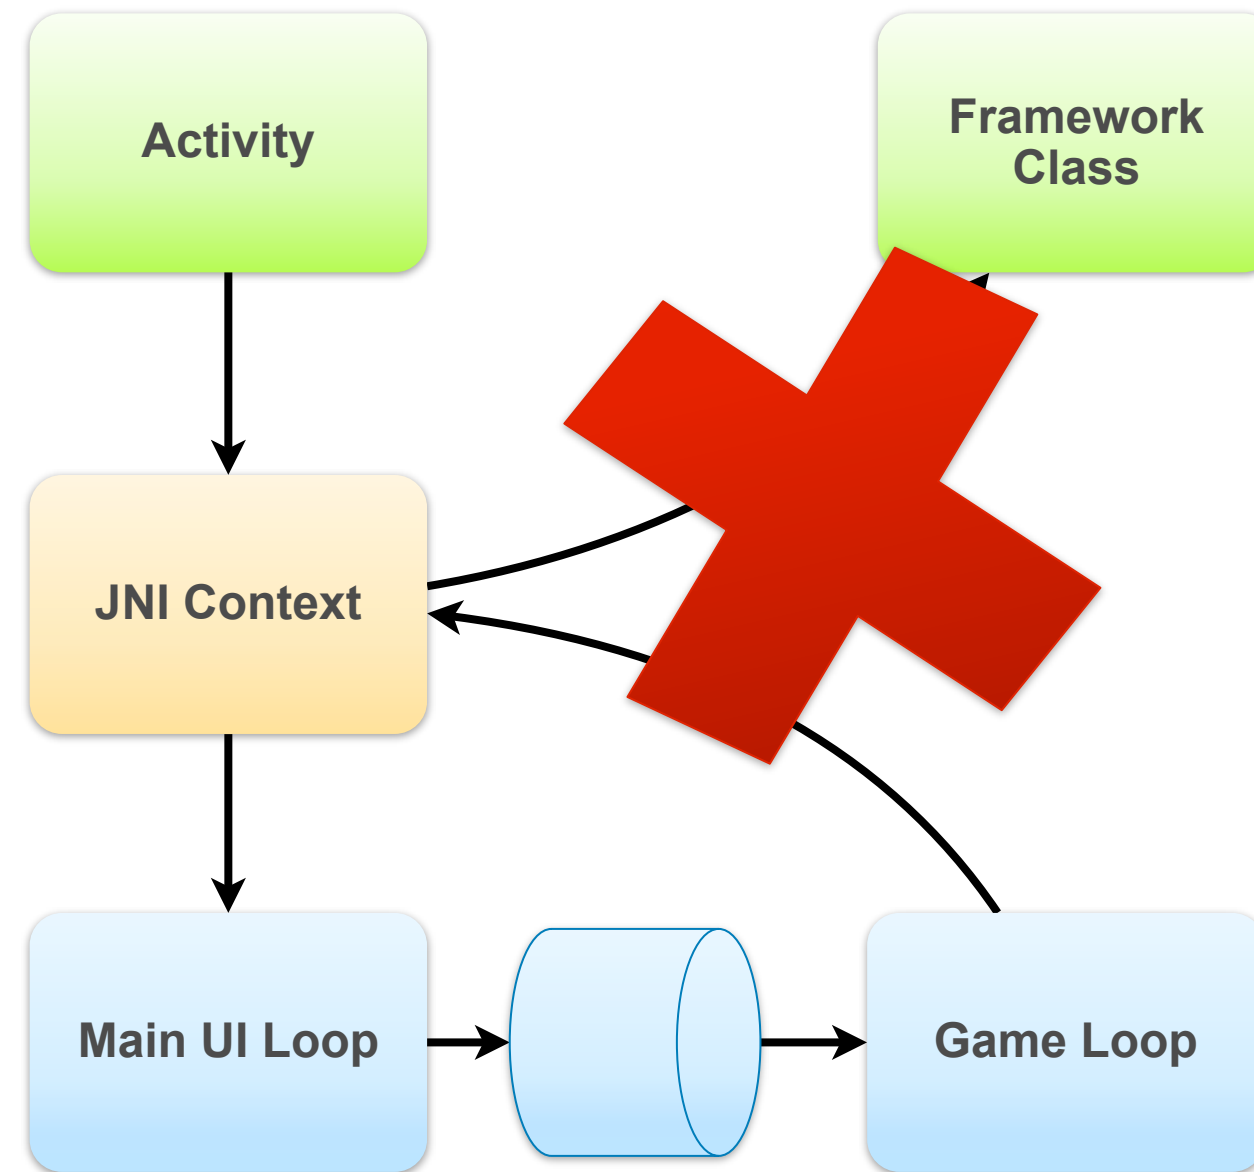 Activity
Framework
Class
JNI Context
Main UI Loop
Game Loop